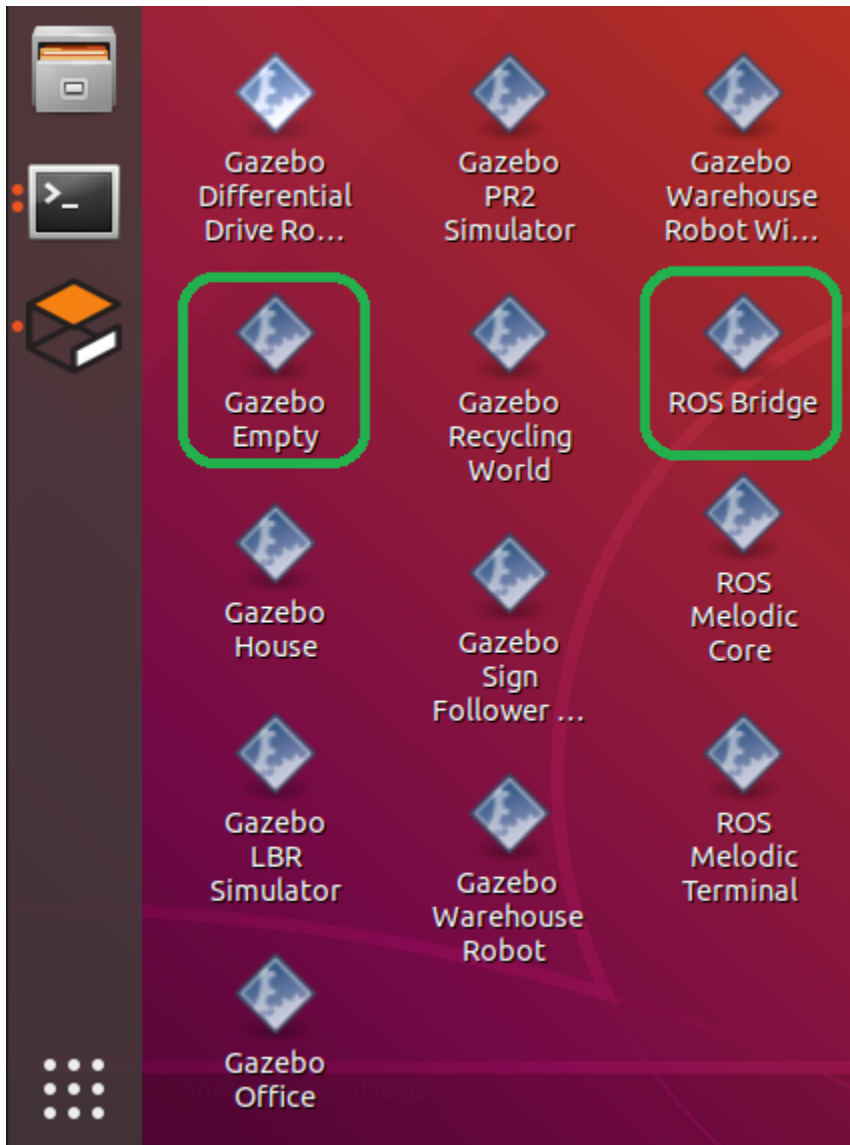 Gazebo
Differential
Drive Ro...
Gazebo
PR2
Simulator
Gazebo
Warehouse
Robot Wi...
Gazebo
Empty
Gazebo
Recycling
World
ROS Bridge
Gazebo
House
Gazebo
Sign
Follower ...
ROS
Melodic
Core
Gazebo
LBR
Simulator
Gazebo
Warehouse
Robot
ROS
Melodic
Terminal
Gazebo
Office